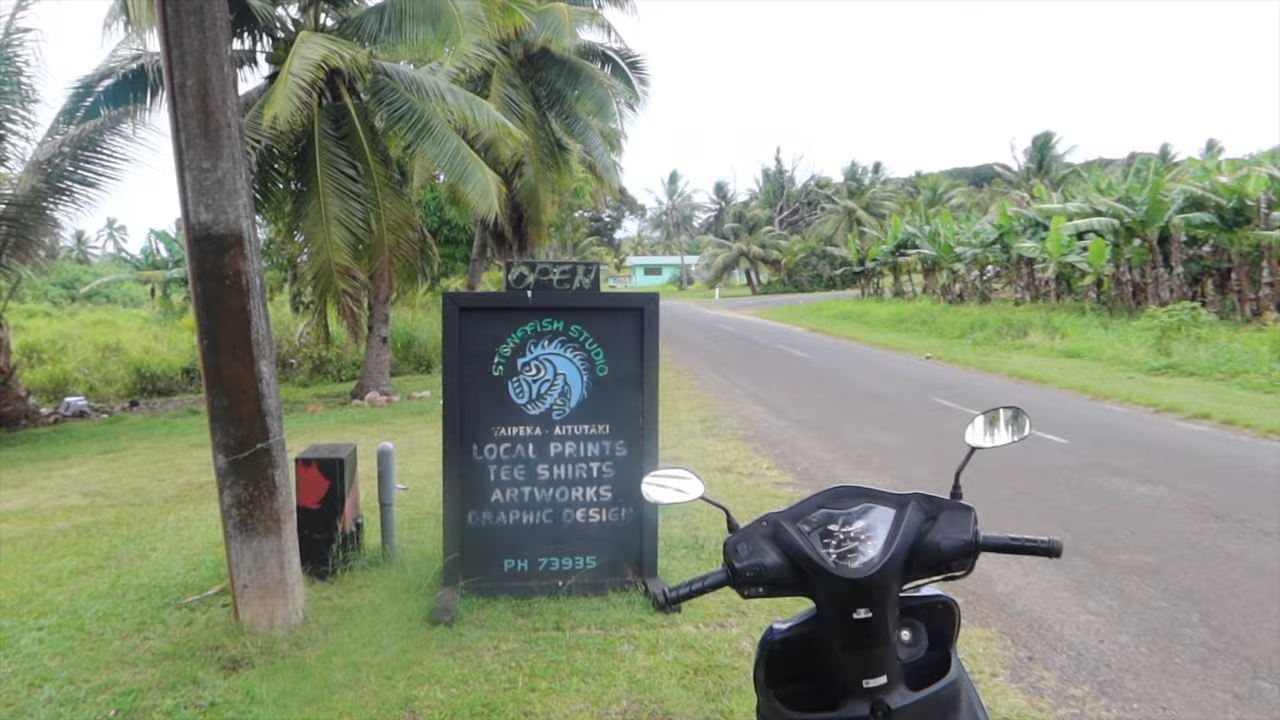 OPEN
STONEFISH STUDIO
VAIPEKA - AITUTAKI
LOCAL PRINTS
TEE SHIRTS
ARTWORKS
GRAPHIC DESIGN
PH 73935